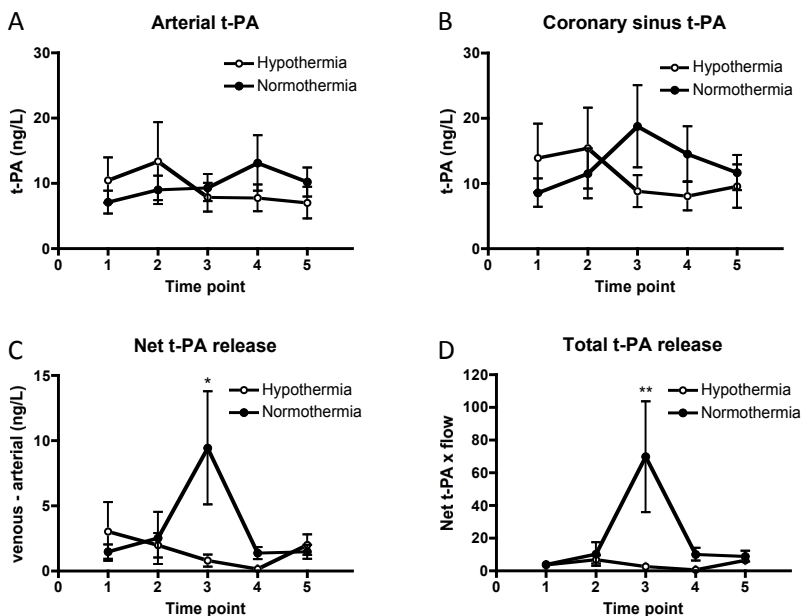 A
Arterial t-PA
Hypothermia
Normothermia
t-PA (ng/L)
30
20
10
0
0 1 2 3 4 5
Time point
B
Coronary sinus t-PA
Hypothermia
Normothermia
t-PA (ng/L)
30
20
10
0
0 1 2 3 4 5
Time point
C
Net t-PA release
Hypothermia
Normothermia
*
venous - arterial (ng/L)
15
10
5
0
0 1 2 3 4 5
Time point
D
Total t-PA release
Hypothermia
Normothermia
**
Net t-PA x flow
120
100
80
60
40
20
0
0 1 2 3 4 5
Time point